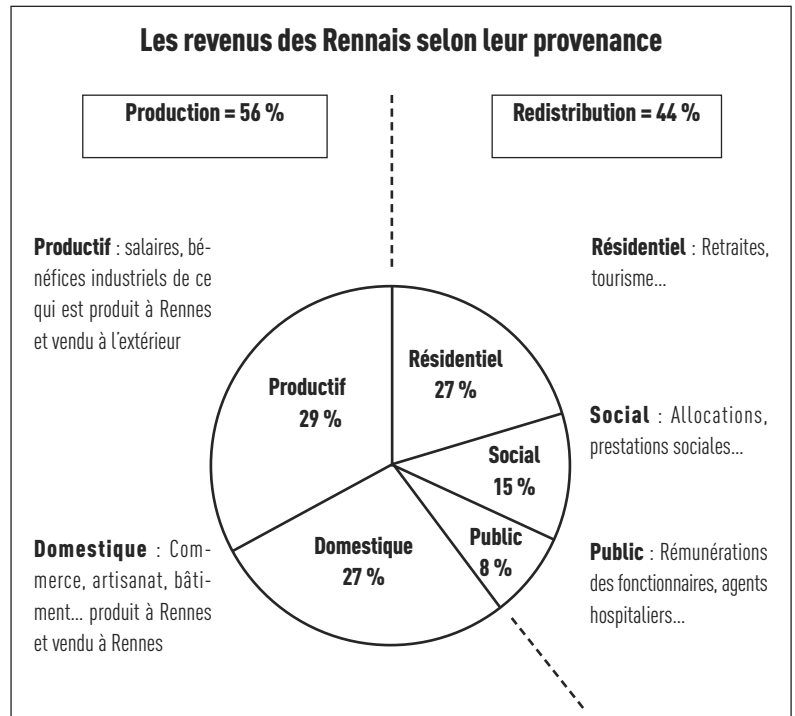 Les revenus des Rennais selon leur provenance
Production = 56 %
Redistribution = 44 %
Productif : salaires, bé-
néfices industriels de ce
qui est produit à Rennes
et vendu à l'extérieur
Résidentiel : Retraites,
tourisme...
Résidentiel
27 %
Productif
29 %
Social : Allocations,
prestations sociales...
Social
15 %
Domestique : Com-
merce, artisanat, bâti-
ment... produit à Rennes
et vendu à Rennes
Domestique
27 %
Public
8 %
Public : Rémunérations
des fonctionnaires, agents
hospitaliers...